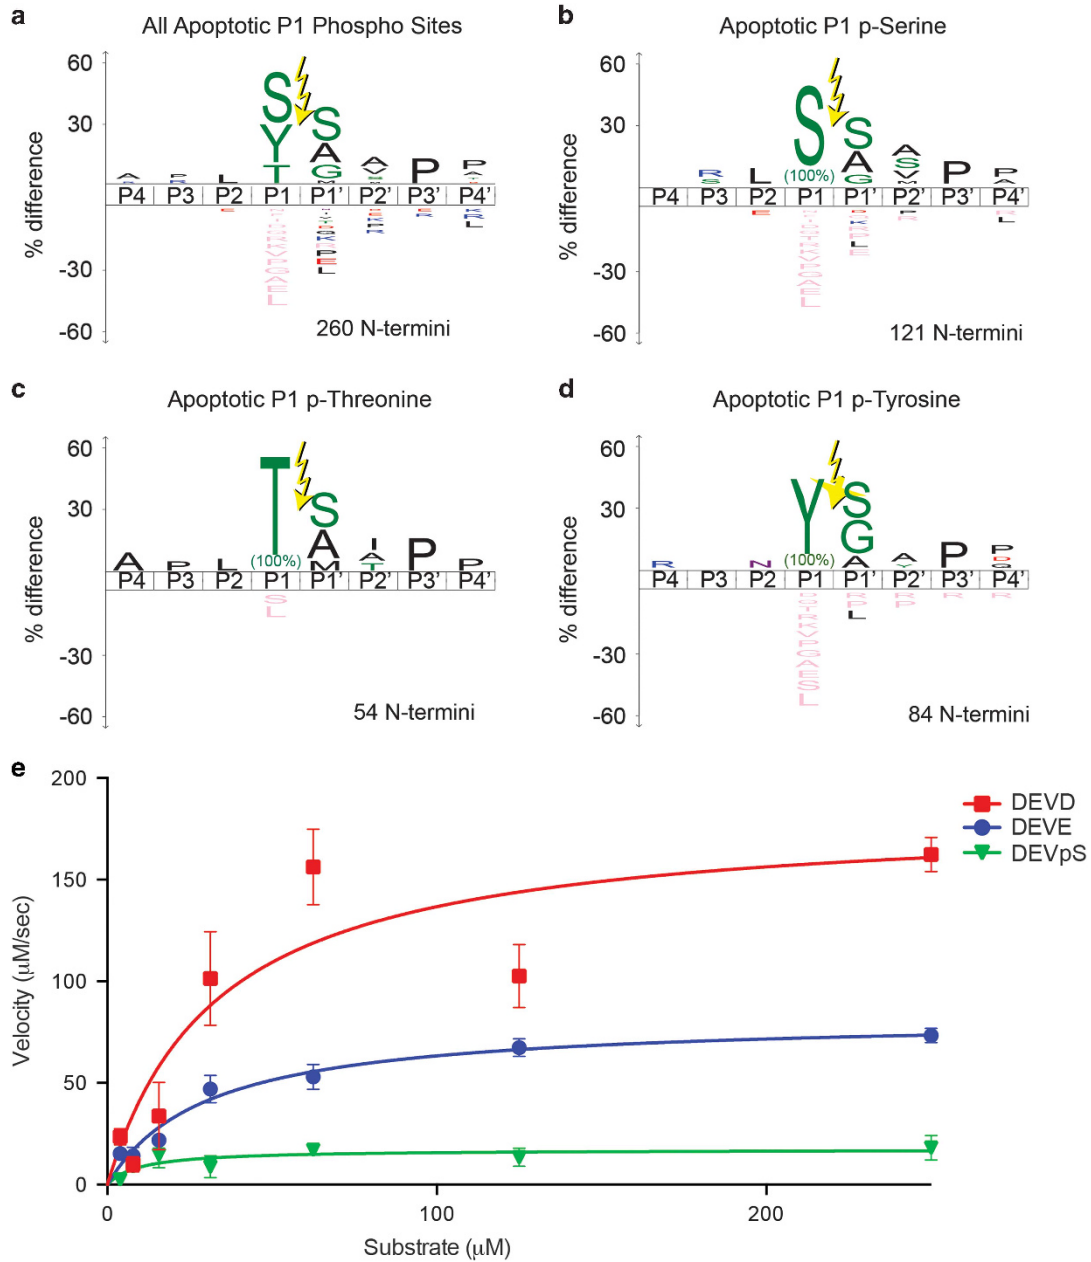 a
All Apoptotic P1 Phospho Sites
60
30
-30
-60
% difference
S Y T
S A G
P
P4 P3 P2 P1 P1’ P2’ P3’ P4’
260 N-termini
b
Apoptotic P1 p-Serine
60
30
-30
-60
% difference
R S
L
S
(100%)
S A G
A S V M
P
P A
P4 P3 P2 P1 P1’ P2’ P3’ P4’
121 N-termini
c
Apoptotic P1 p-Threonine
60
30
-30
-60
% difference
A
P
L
T
(100%)
S A M
I A T
P
P
P4 P3 P2 P1 P1’ P2’ P3’ P4’
S
L
54 N-termini
d
Apoptotic P1 p-Tyrosine
60
30
-30
-60
% difference
R
N
Y
(100%)
S G A
A Y
P
P D G
P4 P3 P2 P1 P1’ P2’ P3’ P4’
84 N-termini
e
200
150
100
50
0
Velocity (μM/sec)
0 100 200
Substrate (μM)
DEVD
DEVE
DEVpS